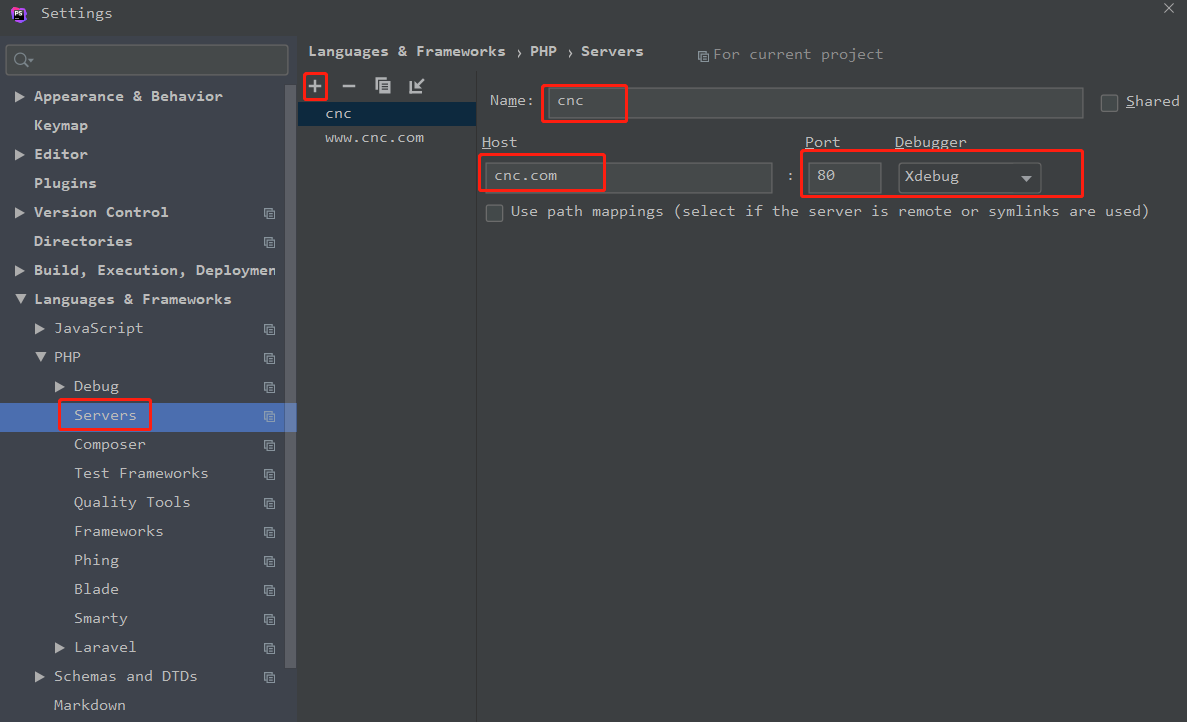 PS Settings
Appearance & Behavior
Keymap
Editor
Plugins
Version Control
Directories
Build, Execution, Deploymen
Languages & Frameworks
JavaScript
PHP
Debug
Servers
Composer
Test Frameworks
Quality Tools
Frameworks
Phing
Blade
Smarty
Laravel
Schemas and DTDs
Markdown
Languages & Frameworks › PHP › Servers
For current project
cnc
www.cnc.com
Name: cnc
Shared
Host Port Debugger
cnc.com : 80 Xdebug
Use path mappings (select if the server is remote or symlinks are used)